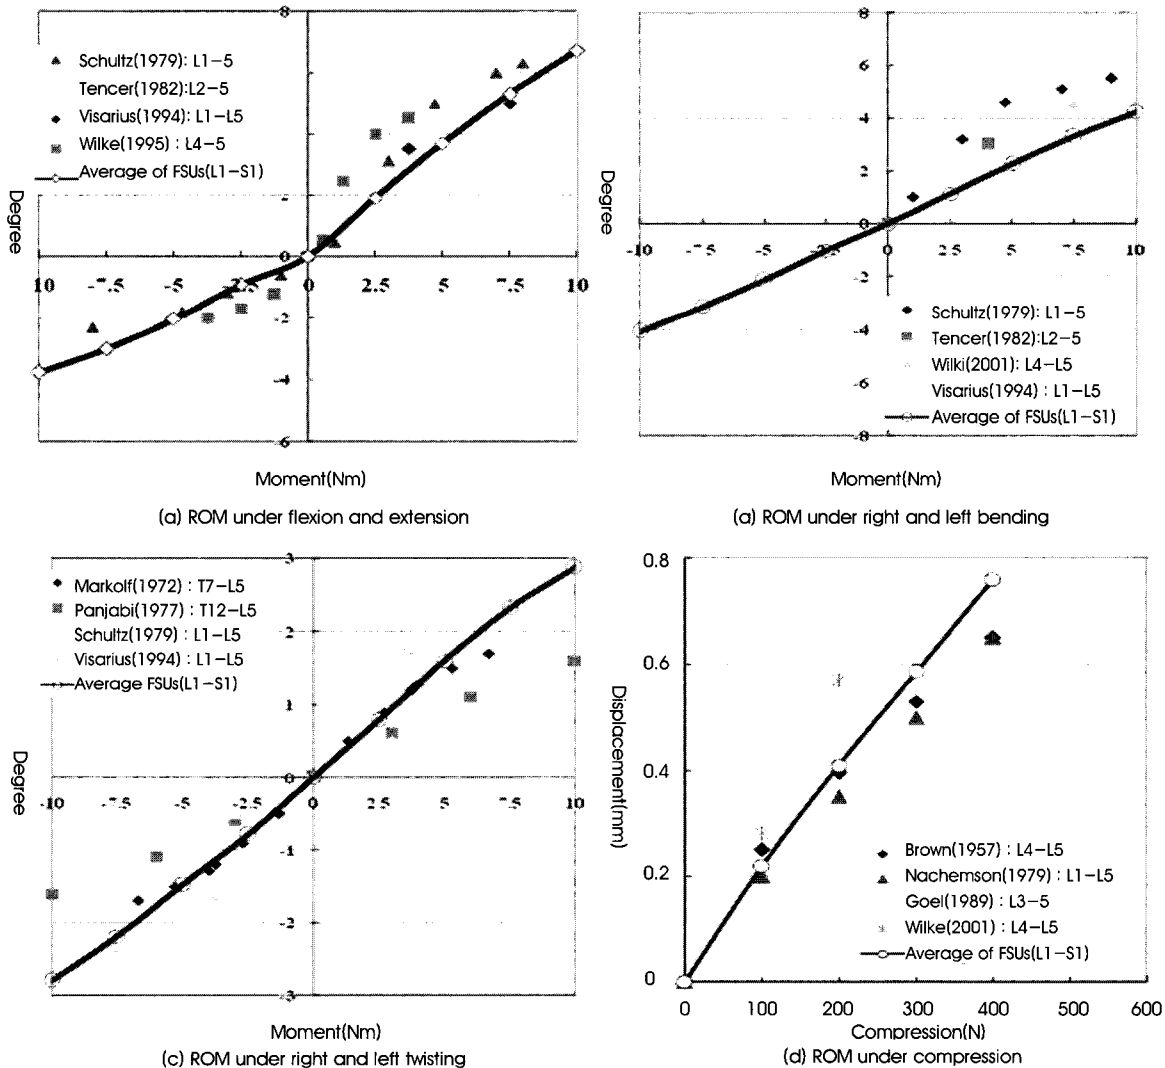 8
Schultz(1979): L1-5
Tencer(1982):L2-5
Visarius(1994): L1-L5
Wilke(1995) : L4-5
Average of FSUs(L1-S1)
Degree
0
-10 -7.5 -5 -2.5 0 2.5 5 7.5 10
-2
-4
-6
Moment(Nm)
(a) ROM under flexion and extension
8
6
4
2
0
Degree
-10 -7.5 -5 -2.5 0 2.5 5 7.5 10
-2
-4
-6
-8
Schultz(1979): L1-5
Tencer(1982):L2-5
Wilki(2001): L4-L5
Visarius(1994) : L1-L5
Average of FSUs(L1-S1)
Moment(Nm)
(a) ROM under right and left bending
3
Markolf(1972) : T7-L5
Panjabi(1977) : T12-L5
Schultz(1979) : L1-L5
Visarius(1994) : L1-L5
Average FSUs(L1-S1)
2
1
0
Degree
-10 -7.5 -5 -2.5 0 2.5 5 7.5 10
-1
-2
-3
Moment(Nm)
(c) ROM under right and left twisting
0.8
0.6
0.4
0.2
0
Displacement(mm)
Brown(1957) : L4-L5
Nachemson(1979) : L1-L5
Goel(1989) : L3-5
Wilke(2001) : L4-L5
Average of FSUs(L1-S1)
0 100 200 300 400 500 600
Compression(N)
(d) ROM under compression